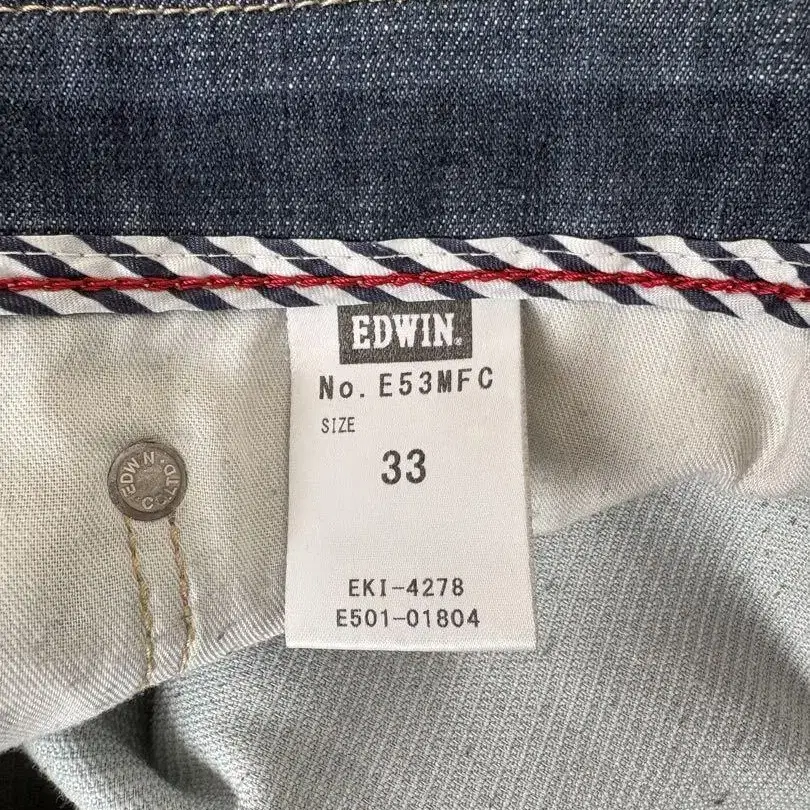 EDWIN®
No. E53MFC
SIZE
33
EKI-4278
E501-01804
EDWIN·
CO.LTD